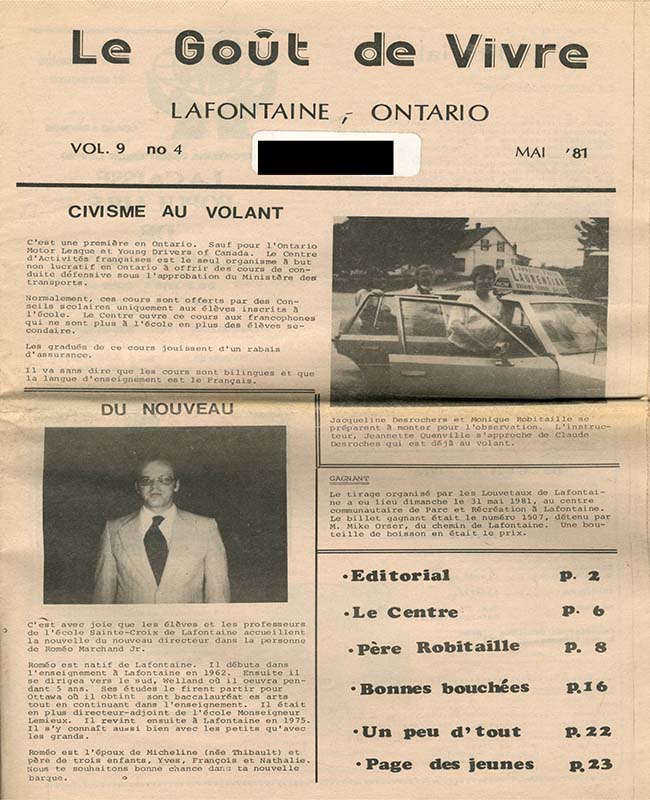 Le Goût de Vivre
LAFONTAINE, ONTARIO
VOL. 9 no 4
MAI '81
CIVISME AU VOLANT
C'est une première en Ontario. Sauf pour l'Ontario
Motor Leaque et Young Drivers of Canada. Le Centre
d'Activités françaises est le seul organisme à but
non lucratif en Ontario à offrir des cours de con-
duite défensive sous l'approbation du Ministère des
transports.
Normalement, ces cours sont offerts par des Con-
seils scolaires uniquement aux élèves inscrits à
l'école. Le Centre ouvre ce cours aux francophones
qui ne sont plus à l'école en plus des élèves se-
condaire.
Les gradués de ce cours jouissent d'un rabais
d'assurance.
Il va sans dire que les cours sont bilingues et que
la langue d'enseignement est le Français.
LAURENTIAN
Jacqueline Desrochers et Monique Robitaille se
préparent à monter pour l'observation. L'instruc-
teur, Jeannette Quenville s'approche de Claude
Desroches qui est déjà au volant.
DU NOUVEAU
C'est avec joie que les élèves et les professeurs
de l'école Sainte-Croix de Lafontaine accueillent
la nouvelle du nouveau directeur dans la personne
de Roméo Marchand Jr.
Roméo est natif de Lafontaine. Il débuta dans
l'enseignement à Lafontaine en 1962. Ensuite il
se dirigea vers le sud, Welland où il oeuvra pen-
dant 5 ans. Ses études le firent partir pour
Ottawa où il obtint son baccalauréat es arts
tout en continuant dans l'enseignement. Il était
en plus directeur-adjoint de l'école Monseigneur
Lemieux. Il revint ensuite à Lafontaine en 1975.
Il s'y connaît aussi bien avec les petits qu'avec
les grands.
Roméo est l'époux de Micheline (née Thibault) et
père de trois enfants, Yves, François et Nathalie.
Nous te souhaitons bonne chance dans ta nouvelle
barque.
GAGNANT
Le tirage organisé par les Louvetaux de Lafontai-
ne a eu lieu dimanche le 31 mai 1981, au centre
communautaire de Parc et Récréation à Lafontaine.
Le billet gagnant était le numéro 1507, détenu par
M. Mike Orser, du chemin de Lafontaine. Une bou-
teille de boisson en était le prix.
•Editorial p. 2
•Le Centre p. 6
•Père Robitaille p. 8
•Bonnes bouchées p.16
•Un peu d'tout p.22
•Page des jeunes p.23